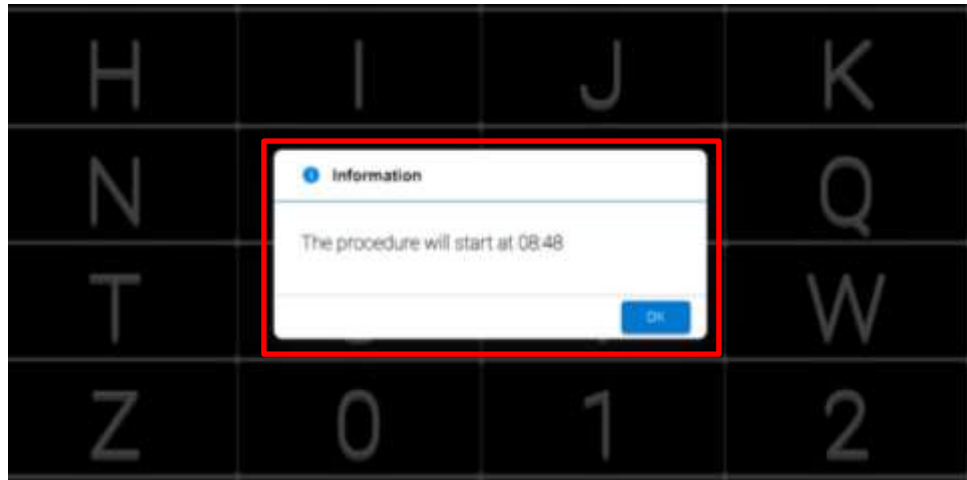 H I J K
N Q
Information
The procedure will start at 08:48
T W
OK
Z 0 1 2